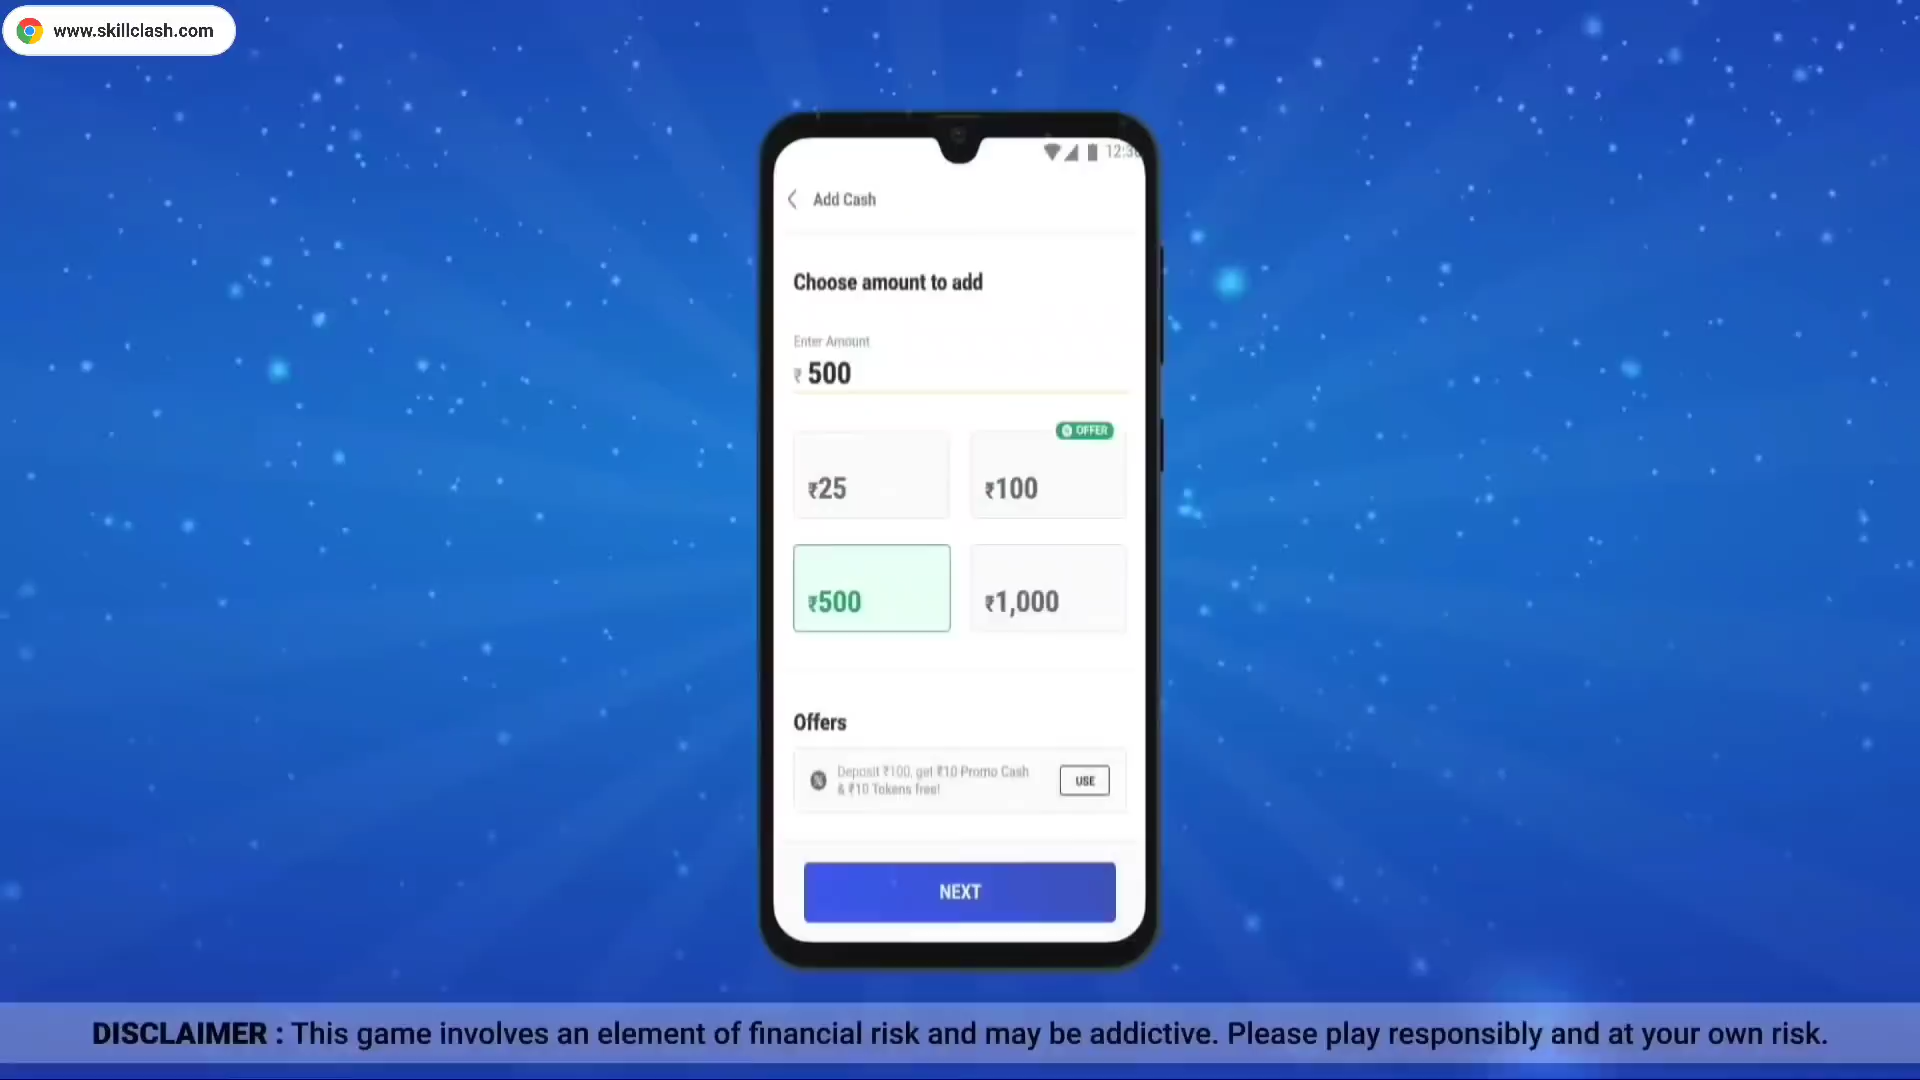 www.skillclash.com
12:30
Add Cash
Choose amount to add
Enter Amount
₹ 500
OFFER
₹25
₹100
₹500
₹1,000
Offers
Deposit ₹100, get ₹10 Promo Cash
& ₹10 Tokens free!
USE
NEXT
DISCLAIMER : This game involves an element of financial risk and may be addictive. Please play responsibly and at your own risk.